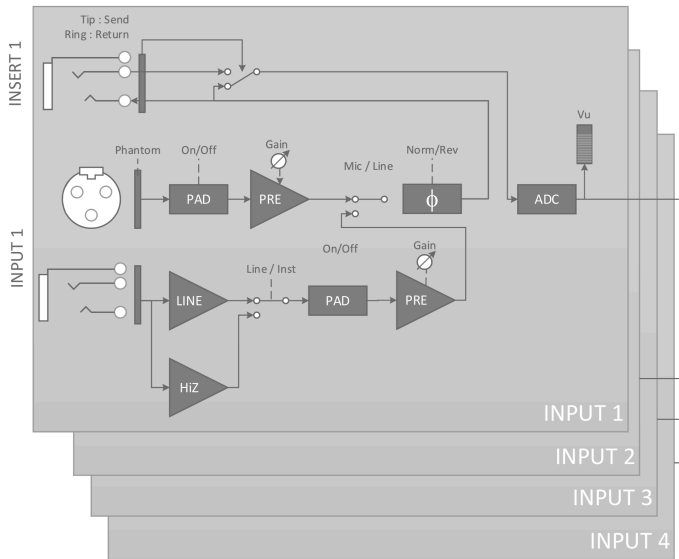 Tip : Send
Ring : Return
INSERT 1
Vu
Phantom
On/Off
Gain
Mic / Line
Norm/Rev
PAD
PRE
ϕ
ADC
INPUT 1
On/Off
Gain
Line / Inst
LINE
PAD
PRE
HiZ
INPUT 1
INPUT 2
INPUT 3
INPUT 4